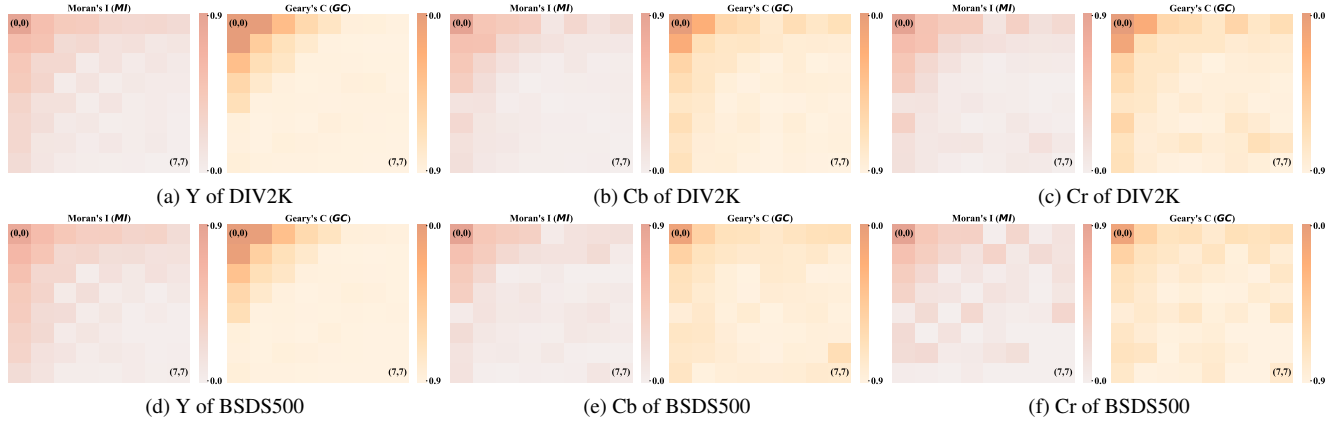 Moran's I (MI)
Geary's C (GC)
Moran's I (MI)
Geary's C (GC)
Moran's I (MI)
Geary's C (GC)
(0,0)
(7,7)
0.9
0.0
(0,0)
(7,7)
0.0
0.9
(0,0)
(7,7)
0.9
0.0
(0,0)
(7,7)
0.0
0.9
(0,0)
(7,7)
0.9
0.0
(0,0)
(7,7)
0.0
0.9
(a) Y of DIV2K
(b) Cb of DIV2K
(c) Cr of DIV2K
Moran's I (MI)
Geary's C (GC)
Moran's I (MI)
Geary's C (GC)
Moran's I (MI)
Geary's C (GC)
(0,0)
(7,7)
0.9
0.0
(0,0)
(7,7)
0.0
0.9
(0,0)
(7,7)
0.9
0.0
(0,0)
(7,7)
0.0
0.9
(0,0)
(7,7)
0.9
0.0
(0,0)
(7,7)
0.0
0.9
(d) Y of BSDS500
(e) Cb of BSDS500
(f) Cr of BSDS500